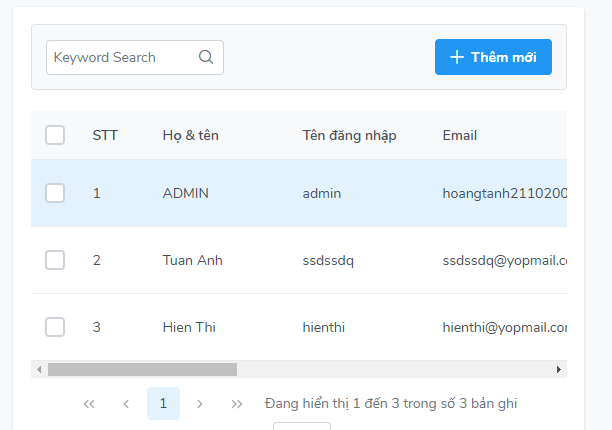 Keyword Search
Thêm mới
STT Họ & tên Tên đăng nhập Email
1 ADMIN admin hoangtanh2110200
2 Tuan Anh ssdssdq ssdssdq@yopmail.co
3 Hien Thi hienthi hienthi@yopmail.com
1 Đang hiển thị 1 đến 3 trong số 3 bản ghi